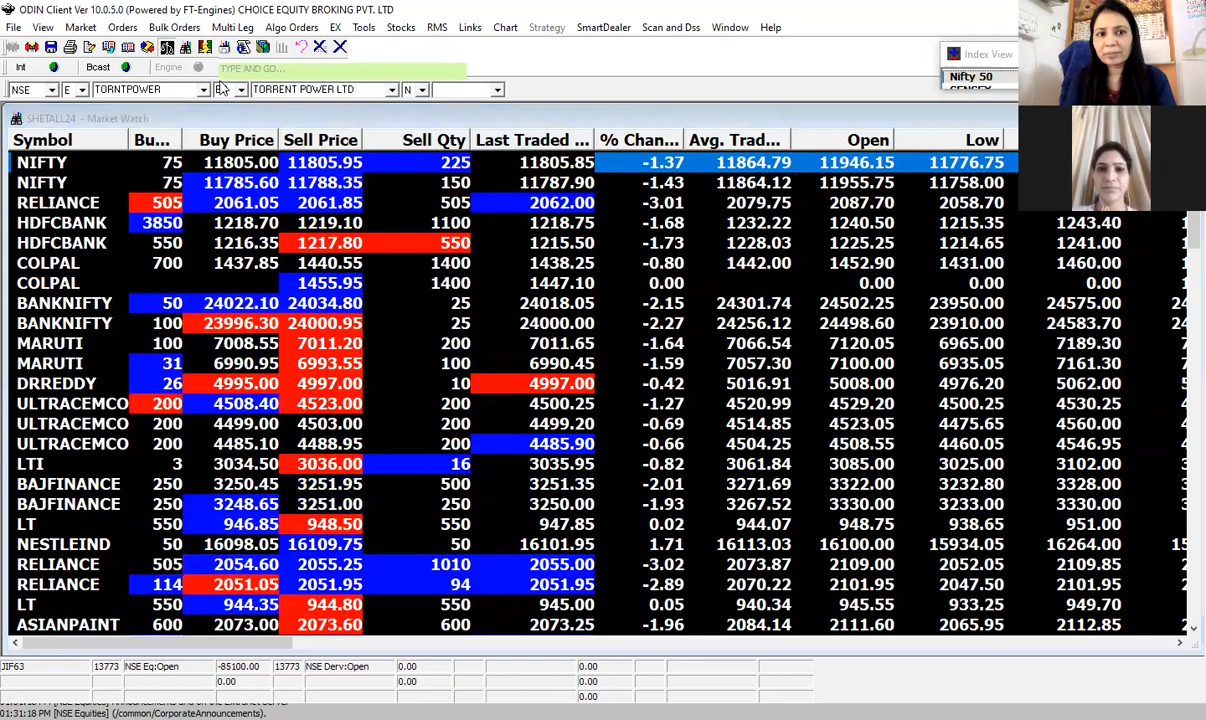 ODIN Client Ver 10.0.5.0 (Powered by FT-Engines) CHOICE EQUITY BROKING PVT. LTD
File View Market Orders Bulk Orders Multi Leg Algo Orders EX Tools Stocks RMS Links Chart Strategy SmartDealer Scan and Dss Window Help
Int Bcast Engine TYPE AND GO...
Index View
Nifty 50
SENSEX
NSE E TORNTPOWER E TORRENT POWER LTD N
SHETALL24 - Market Watch
Symbol Bu... Buy Price Sell Price Sell Qty Last Traded ... % Chan... Avg. Trad... Open Low
NIFTY 75 11805.00 11805.95 225 11805.85 -1.37 11864.79 11946.15 11776.75
NIFTY 75 11785.60 11788.35 150 11787.90 -1.43 11864.12 11955.75 11758.00
RELIANCE 505 2061.05 2061.85 505 2062.00 -3.01 2079.75 2087.70 2058.70
HDFCBANK 3850 1218.70 1219.10 1100 1218.75 -1.68 1232.22 1240.50 1215.35 1243.40
HDFCBANK 550 1216.35 1217.80 550 1215.50 -1.73 1228.03 1225.25 1214.65 1241.00
COLPAL 700 1437.85 1440.55 1400 1438.25 -0.80 1442.00 1452.90 1431.00 1460.00
COLPAL 1455.95 1400 1447.10 0.00 0.00 0.00 0.00
BANKNIFTY 50 24022.10 24034.80 25 24018.05 -2.15 24301.74 24502.25 23950.00 24575.00
BANKNIFTY 100 23996.30 24000.95 25 24000.00 -2.27 24256.12 24498.60 23910.00 24583.70
MARUTI 100 7008.55 7011.20 200 7011.65 -1.64 7066.54 7120.05 6965.10 7189.30
MARUTI 31 6990.95 6993.55 100 6990.45 -1.59 7057.30 7100.00 6935.05 7161.30
DRREDDY 26 4995.00 4997.00 10 4997.00 -0.42 5016.91 5008.00 4976.20 5062.00
ULTRACEMCO 200 4508.40 4523.00 200 4500.25 -1.27 4520.99 4529.20 4500.25 4530.25
ULTRACEMCO 200 4499.00 4503.00 200 4499.20 -0.69 4514.85 4523.05 4475.65 4560.00
ULTRACEMCO 200 4485.10 4488.95 200 4485.90 -0.66 4504.25 4508.55 4460.05 4546.95
LTI 3 3034.50 3036.00 16 3035.95 -0.82 3061.84 3085.00 3025.00 3102.00
BAJFINANCE 250 3250.45 3251.95 500 3251.35 -2.01 3271.69 3322.00 3232.80 3328.00
BAJFINANCE 250 3248.65 3251.00 250 3250.00 -1.93 3267.52 3330.00 3233.00 3330.00
LT 550 946.85 948.50 550 947.85 0.02 944.07 948.75 938.65 951.00
NESTLEIND 50 16098.05 16109.75 50 16101.95 1.71 16113.03 16100.00 15934.05 16264.00
RELIANCE 505 2054.60 2055.25 1010 2055.00 -3.02 2073.87 2109.00 2052.05 2109.85
RELIANCE 114 2051.05 2051.95 94 2051.95 -2.89 2070.22 2101.95 2047.50 2101.95
LT 550 944.35 944.80 550 945.00 0.05 940.34 945.55 933.25 949.70
ASIANPAINT 600 2073.00 2073.60 600 2073.25 -1.96 2084.14 2111.60 2065.95 2112.85
JIF63 13773 NSE Eq:Open -85100.00 13773 NSE Derv:Open 0.00 0.00
0.00 0.00 0.00
0.00
01:31:18 PM [NSE Equities] (/common/CorporateAnnouncements).